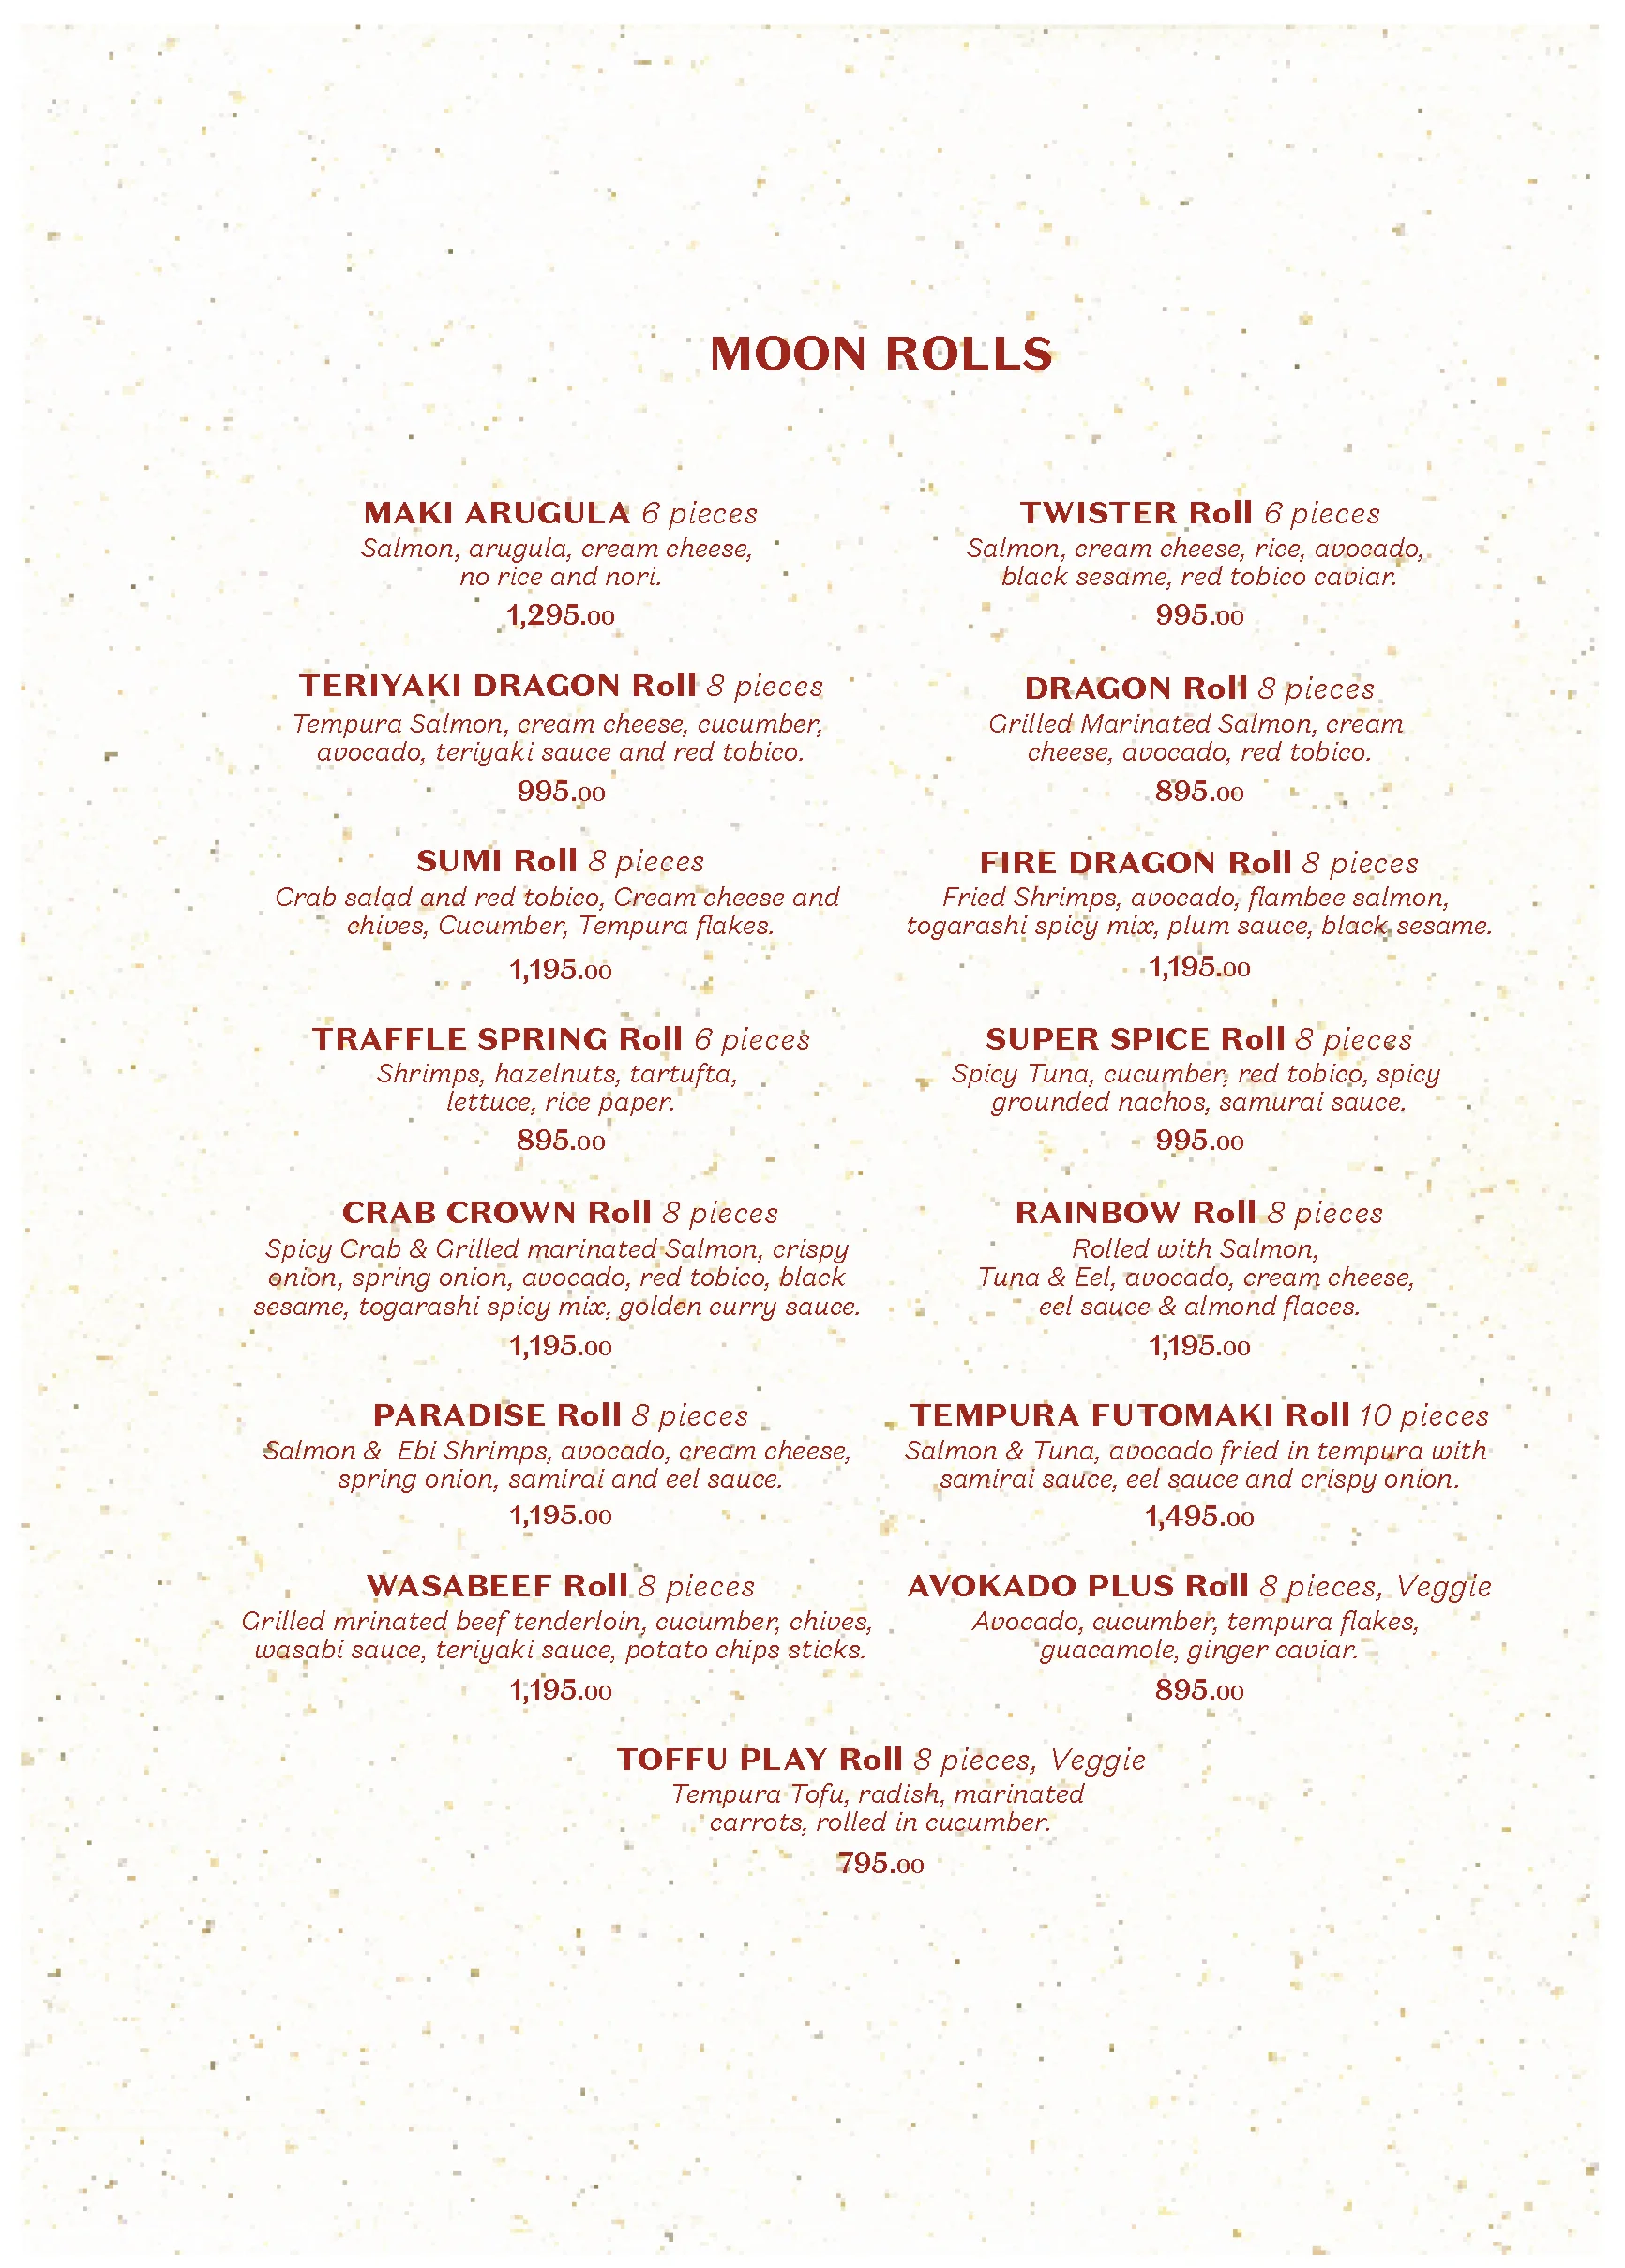 MOON ROLLS
MAKI ARUGULA 6 pieces
Salmon, arugula, cream cheese,
no rice and nori.
1,295.00
TWISTER Roll 6 pieces
Salmon, cream cheese, rice, avocado,
black sesame, red tobico caviar.
995.00
TERIYAKI DRAGON Roll 8 pieces
Tempura Salmon, cream cheese, cucumber,
avocado, teriyaki sauce and red tobico.
995.00
DRAGON Roll 8 pieces
Grilled Marinated Salmon, cream
cheese, avocado, red tobico.
895.00
SUMI Roll 8 pieces
Crab salad and red tobico, Cream cheese and
chives, Cucumber, Tempura flakes.
1,195.00
FIRE DRAGON Roll 8 pieces
Fried Shrimps, avocado, flambee salmon,
togarashi spicy mix, plum sauce, black sesame.
1,195.00
TRAFFLE SPRING Roll 6 pieces
Shrimps, hazelnuts, tartufta,
lettuce, rice paper.
895.00
SUPER SPICE Roll 8 pieces
Spicy Tuna, cucumber, red tobico, spicy
grounded nachos, samurai sauce.
995.00
CRAB CROWN Roll 8 pieces
Spicy Crab & Grilled marinated Salmon, crispy
onion, spring onion, avocado, red tobico, black
sesame, togarashi spicy mix, golden curry sauce.
1,195.00
RAINBOW Roll 8 pieces
Rolled with Salmon,
Tuna & Eel, avocado, cream cheese,
eel sauce & almond flaces.
1,195.00
PARADISE Roll 8 pieces
Salmon & Ebi Shrimps, avocado, cream cheese,
spring onion, samirai and eel sauce.
1,195.00
TEMPURA FUTOMAKI Roll 10 pieces
Salmon & Tuna, avocado fried in tempura with
samirai sauce, eel sauce and crispy onion.
1,495.00
WASABEEF Roll 8 pieces
Grilled mrinated beef tenderloin, cucumber, chives,
wasabi sauce, teriyaki sauce, potato chips sticks.
1,195.00
AVOKADO PLUS Roll 8 pieces, Veggie
Avocado, cucumber, tempura flakes,
guacamole, ginger caviar.
895.00
TOFFU PLAY Roll 8 pieces, Veggie
Tempura Tofu, radish, marinated
carrots, rolled in cucumber.
795.00